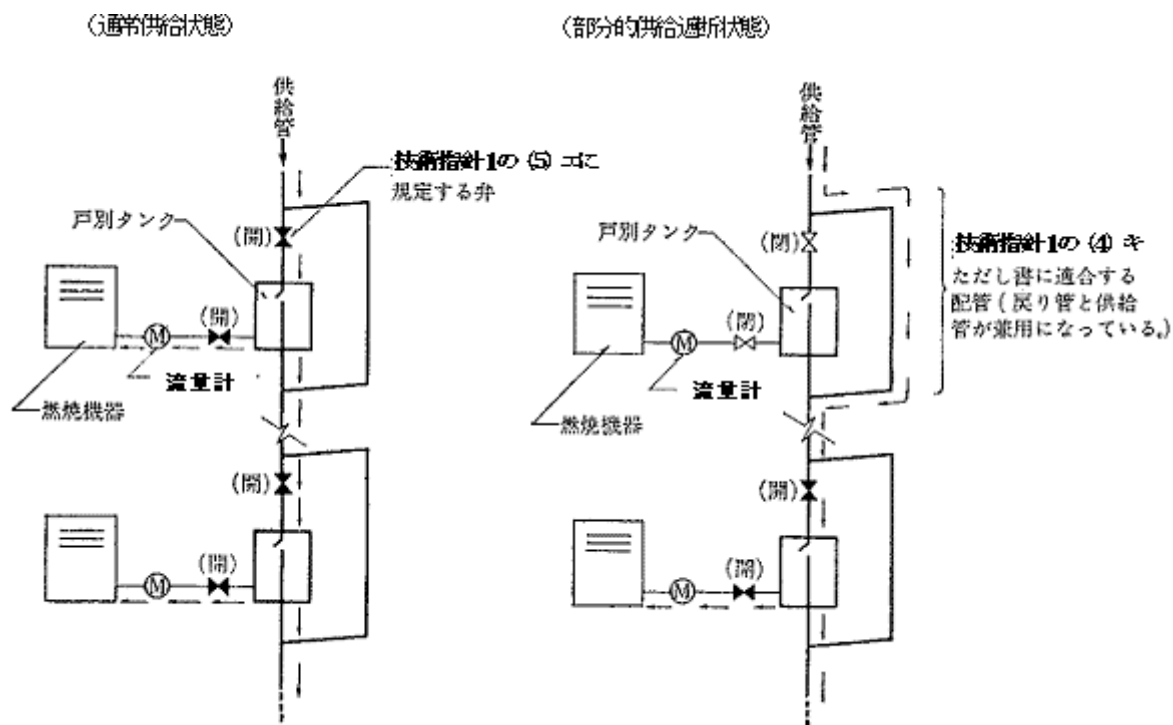 (通常供給状態)
供給管
技術指針1の(5)エに
規定する弁
戸別タンク
(開)
(開)
M
流量計
燃焼機器
(開)
(開)
M
(部分的供給遮断状態)
供給管
戸別タンク
(閉)
(閉)
M
流量計
燃焼機器
技術指針1の(4)キ
ただし書に適合する
配管(戻り管と供給
管が兼用になっている。)
(開)
(開)
M